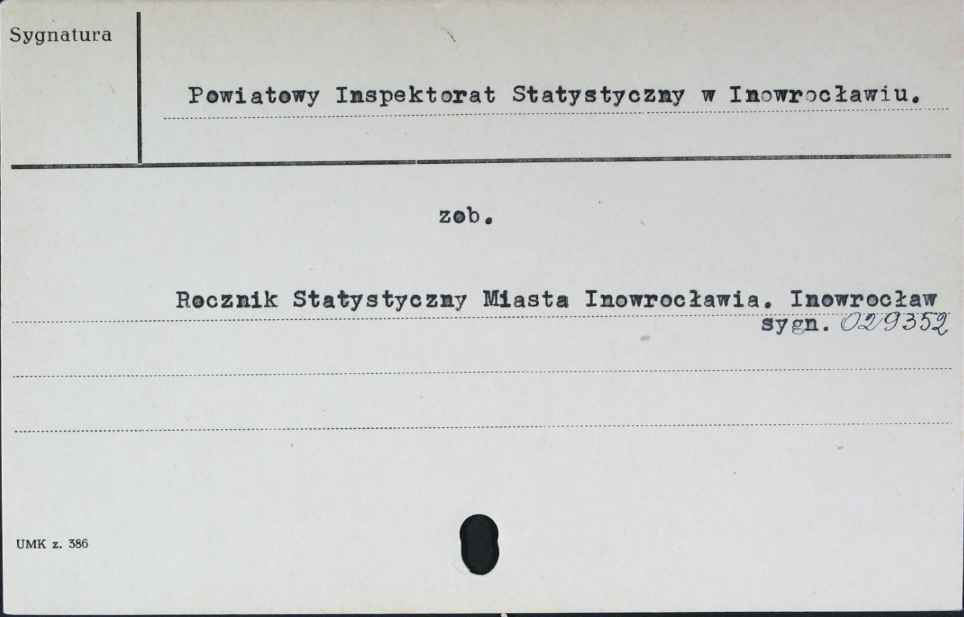 Sygnatura
Powiatowy Inspektorat Statystyczny w Inowrocławiu.
zob.
Rocznik Statystyczny Miasta Inowrocławia. Inowrocław
sygn. 029352
UMK z. 386